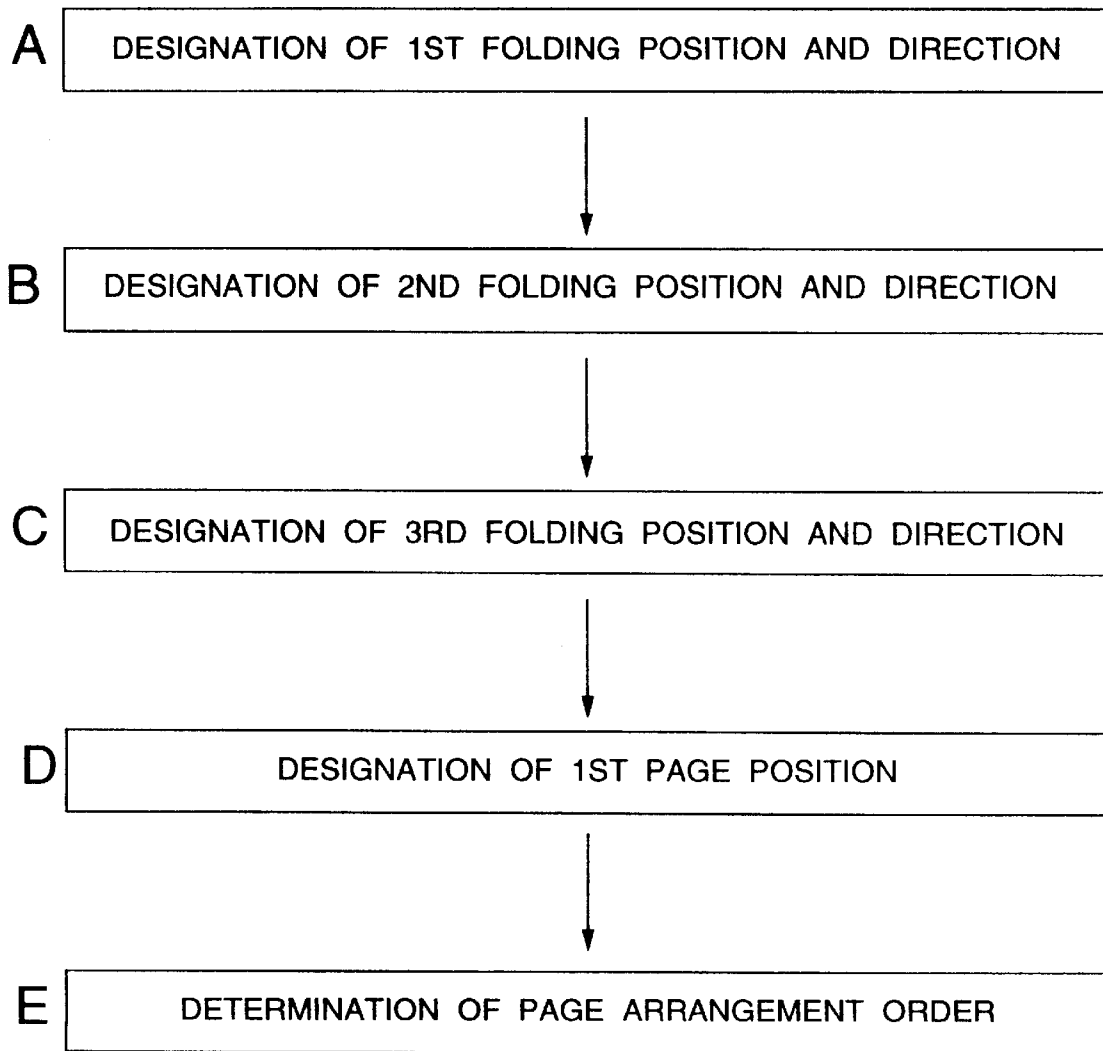 A DESIGNATION OF 1ST FOLDING POSITION AND DIRECTION
B DESIGNATION OF 2ND FOLDING POSITION AND DIRECTION
C DESIGNATION OF 3RD FOLDING POSITION AND DIRECTION
D DESIGNATION OF 1ST PAGE POSITION
E DETERMINATION OF PAGE ARRANGEMENT ORDER